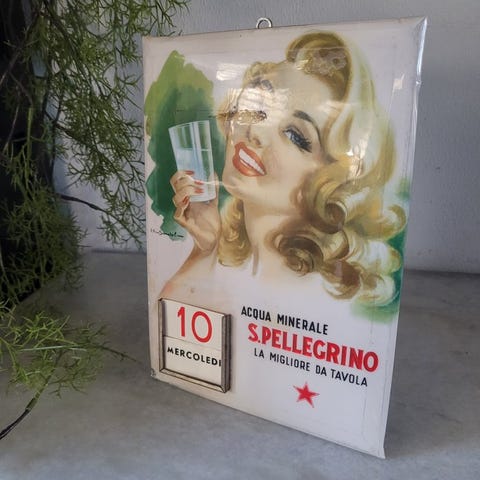 10
MERCOLEDI
ACQUA MINERALE
S.PELLEGRINO
LA MIGLIORE DA TAVOLA